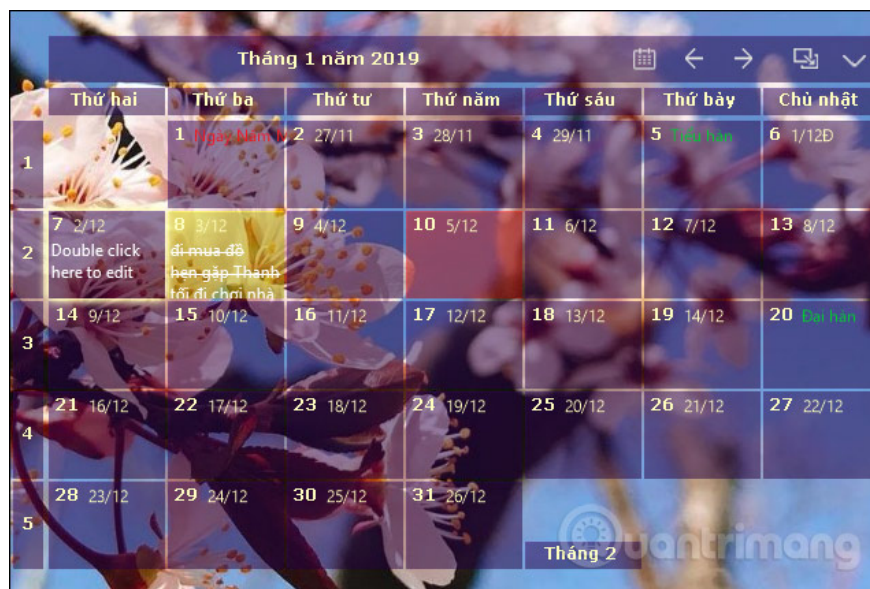 Tháng 1 năm 2019
Thứ hai Thứ ba Thứ tư Thứ năm Thứ sáu Thứ bảy Chủ nhật
1
1 Ngày Năm 2 27/11 3 28/11 4 29/11 5 Tiểu hàn 6 1/12Đ
2
7 2/12 8 3/12 9 4/12 10 5/12 11 6/12 12 7/12 13 8/12
Double click đi mua đồ
here to edit hẹn gặp Thanh
tối đi chơi nhà
3
14 9/12 15 10/12 16 11/12 17 12/12 18 13/12 19 14/12 20 Đại hàn
4
21 16/12 22 17/12 23 18/12 24 19/12 25 20/12 26 21/12 27 22/12
5
28 23/12 29 24/12 30 25/12 31 26/12
Tháng 2
Quantrimang